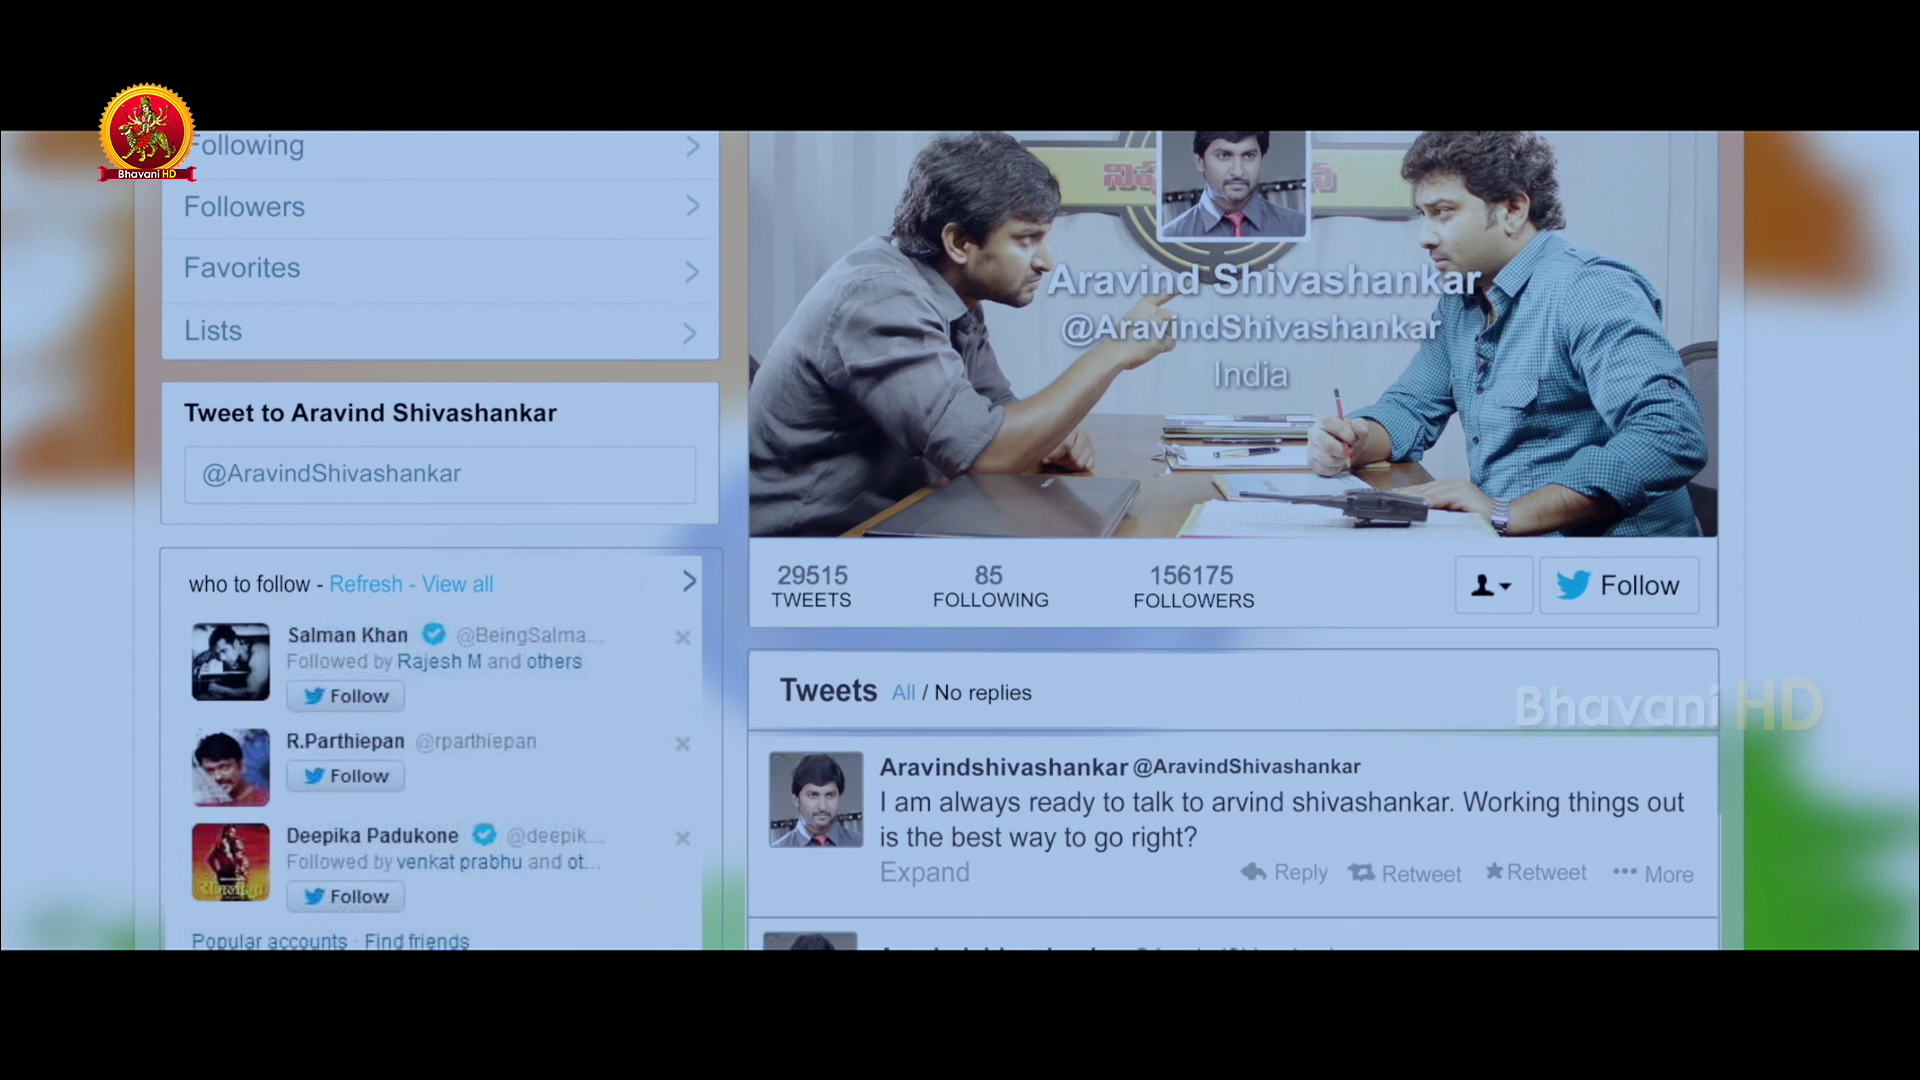 Bhavani HD
Following
Followers
Favorites
Lists
Tweet to Aravind Shivashankar
@AravindShivashankar
who to follow - Refresh - View all
Salman Khan @BeingSalma...
Followed by Rajesh M and others
Follow
R.Parthiepan @rparthiepan
Follow
Deepika Padukone @deepik...
Followed by venkat prabhu and ot...
Follow
Popular accounts · Find friends
Aravind Shivashankar
@AravindShivashankar
India
29515 85 156175
TWEETS FOLLOWING FOLLOWERS
Follow
Tweets All / No replies
Bhavani HD
Aravindshivashankar @AravindShivashankar
I am always ready to talk to arvind shivashankar. Working things out
is the best way to go right?
Expand Reply Retweet Retweet More